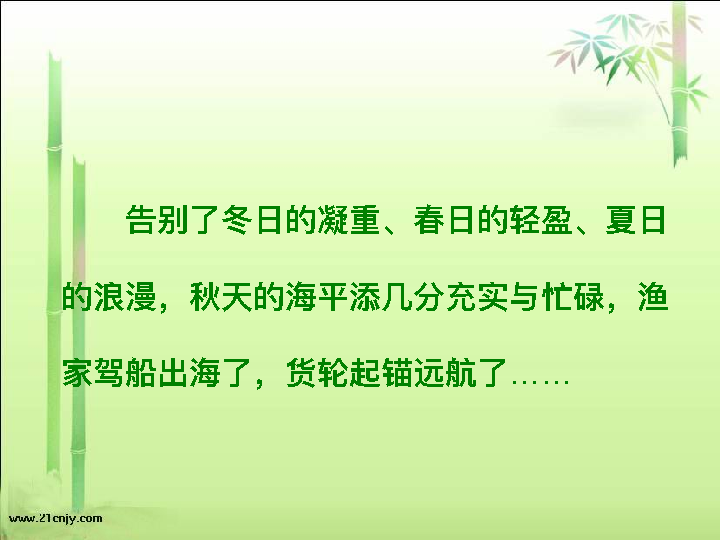 告别了冬日的凝重、春日的轻盈、夏日
的浪漫，秋天的海平添几分充实与忙碌，渔
家驾船出海了，货轮起锚远航了……
www.21cnjy.com